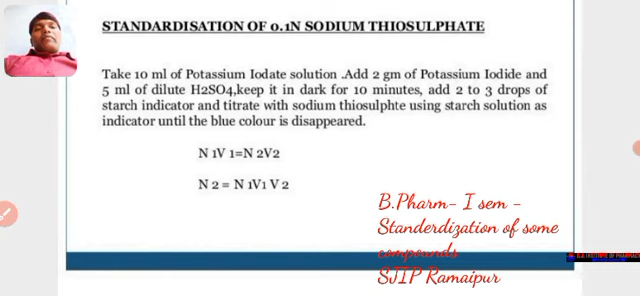 STANDARDISATION OF 0.1N SODIUM THIOSULPHATE
Take 10 ml of Potassium Iodate solution .Add 2 gm of Potassium Iodide and
5 ml of dilute H2SO4,keep it in dark for 10 minutes, add 2 to 3 drops of
starch indicator and titrate with sodium thiosulphte using starch solution as
indicator until the blue colour is disappeared.
N 1V 1=N 2V2
N 2 = N 1V1 V 2
B.Pharm- I sem -
Standerdization of some
compounds
SJIP Ramaipur